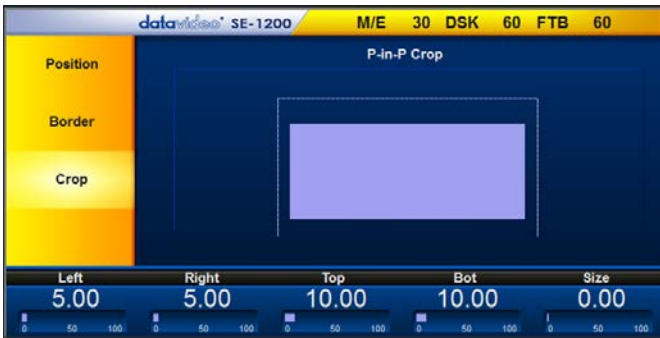 datavideo SE-1200 M/E 30 DSK 60 FTB 60
P-in-P Crop
Position
Border
Crop
Left Right Top Bot Size
5.00 5.00 10.00 10.00 0.00
0 50 100 0 50 100 0 50 100 0 50 100 0 50 100